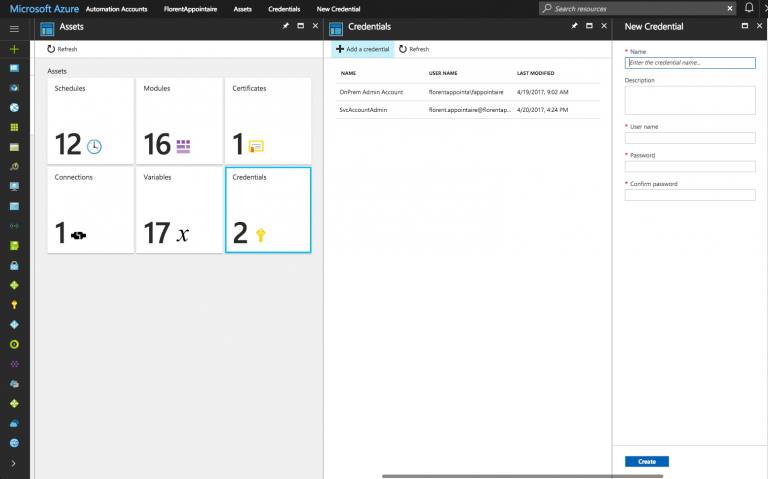 Microsoft Azure Automation Accounts FlorentAppointaire Assets Credentials New Credential Search resources
Assets
Refresh
Assets
Schedules Modules Certificates
12 16 1
Connections Variables Credentials
1 17 x 2
Credentials
Add a credential Refresh
NAME USER NAME LAST MODIFIED
OnPrem Admin Account florentappointa\fappointaire 4/19/2017, 9:02 AM
SvcAccountAdmin florent.appointaire@florentap... 4/20/2017, 4:24 PM
New Credential
* Name
Enter the credential name...
Description
* User name
* Password
* Confirm password
Create